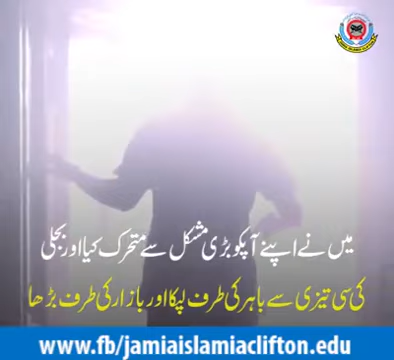 میں نے اپنے آپکو بڑی مشکل سے متحرک کیا اور بجلی
کی سی تیزی سے باہر کی طرف لپکا اور بازار کی طرف بڑھا
www.fb/jamiaislamiaclifton.edu